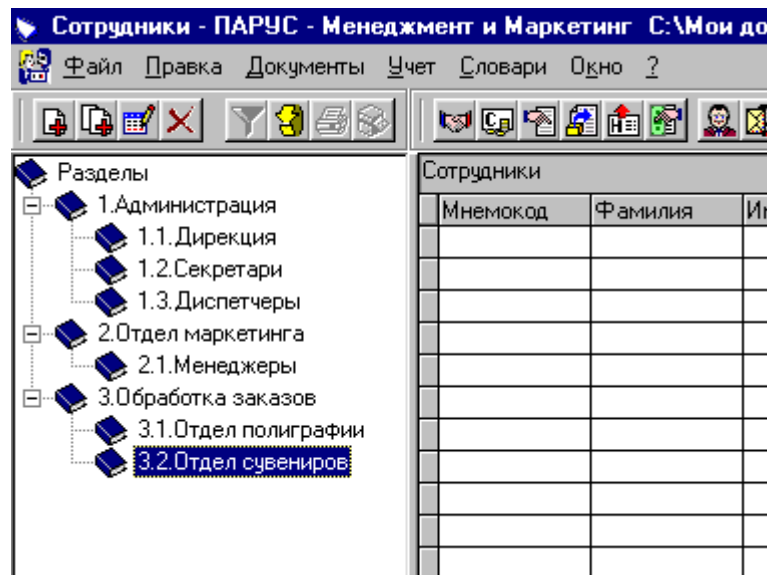 Сотрудники - ПАРУС - Менеджмент и Маркетинг C:\Мои до
Файл Правка Документы Учет Словари Окно ?
Разделы
1.Администрация
1.1.Дирекция
1.2.Секретари
1.3.Диспетчеры
2.Отдел маркетинга
2.1.Менеджеры
3.Обработка заказов
3.1.Отдел полиграфии
3.2.Отдел сувениров
Сотрудники
Мнемокод Фамилия